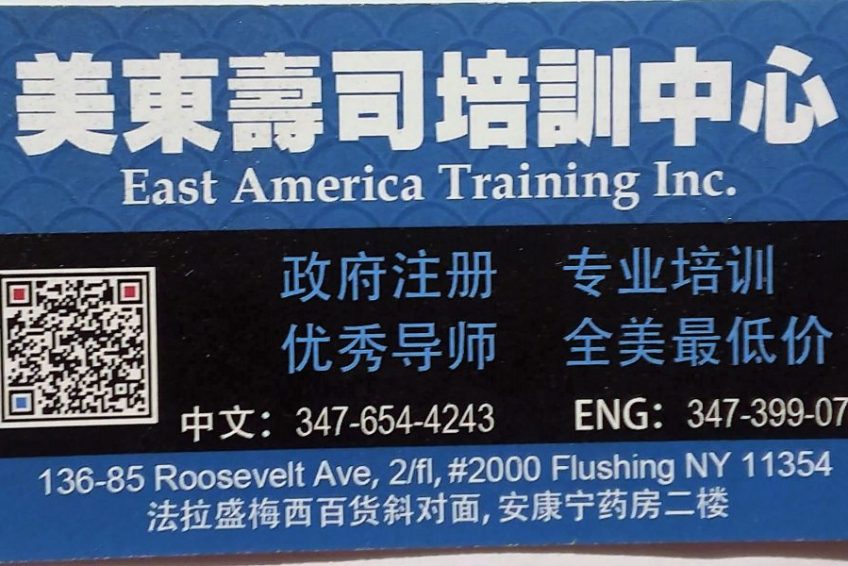 美東壽司培訓中心
East America Training Inc.
政府注册 专业培训
优秀导师 全美最低价
中文：347-654-4243 ENG：347-399-07
136-85 Roosevelt Ave, 2/fl, #2000 Flushing NY 11354
法拉盛梅西百货斜对面, 安康宁药房二楼